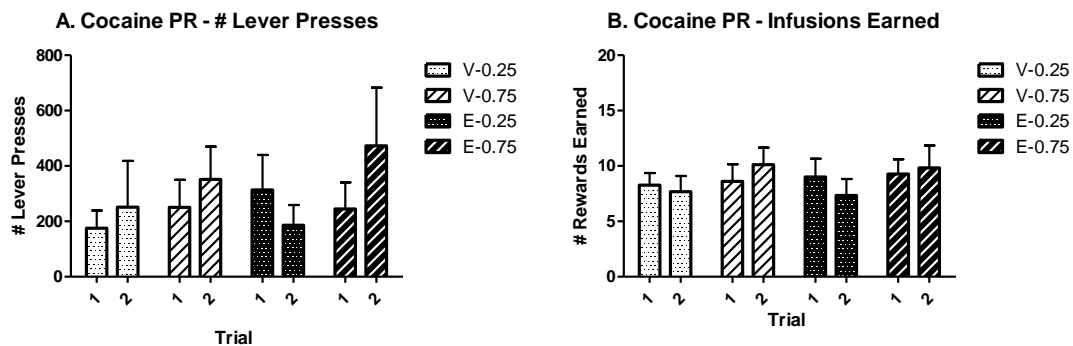 A. Cocaine PR - # Lever Presses
# Lever Presses
800
600
400
200
0
1 2 1 2 1 2 1 2
Trial
V-0.25
V-0.75
E-0.25
E-0.75
B. Cocaine PR - Infusions Earned
# Rewards Earned
20
15
10
5
0
1 2 1 2 1 2 1 2
Trial
V-0.25
V-0.75
E-0.25
E-0.75